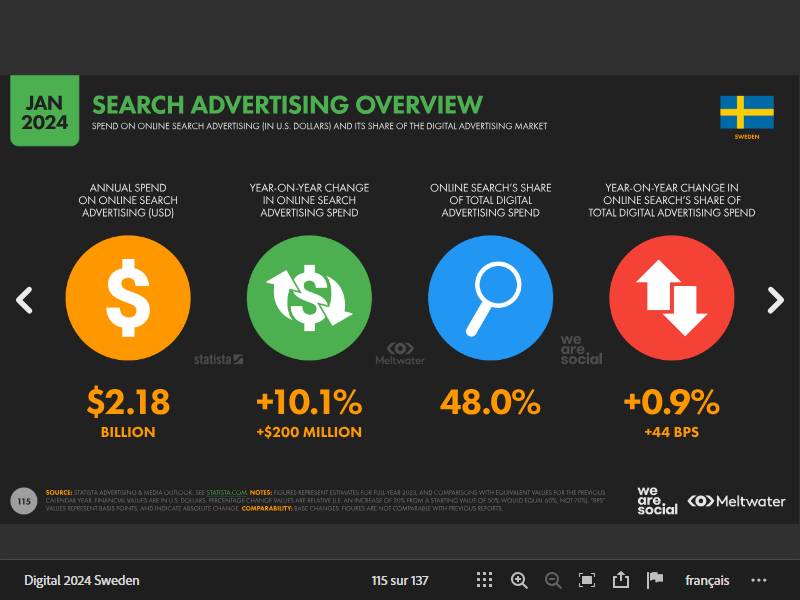 JAN
2024
SEARCH ADVERTISING OVERVIEW
SPEND ON ONLINE SEARCH ADVERTISING (IN U.S. DOLLARS) AND ITS SHARE OF THE DIGITAL ADVERTISING MARKET
SWEDEN
ANNUAL SPEND
ON ONLINE SEARCH
ADVERTISING (USD)
YEAR-ON-YEAR CHANGE
IN ONLINE SEARCH
ADVERTISING SPEND
ONLINE SEARCH'S SHARE
OF TOTAL DIGITAL
ADVERTISING SPEND
YEAR-ON-YEAR CHANGE IN
ONLINE SEARCH'S SHARE OF
TOTAL DIGITAL ADVERTISING SPEND
$
$
statista
Meltwater
we
are.
social
$2.18
BILLION
+10.1%
+$200 MILLION
48.0%
+0.9%
+44 BPS
115
SOURCE: STATISTA ADVERTISING & MEDIA OUTLOOK. SEE STATISTA.COM. NOTES: FIGURES REPRESENT ESTIMATES FOR FULL-YEAR 2023, AND COMPARISONS WITH EQUIVALENT VALUES FOR THE PREVIOUS
CALENDAR YEAR. FINANCIAL VALUES ARE IN U.S. DOLLARS. PERCENTAGE CHANGE VALUES ARE RELATIVE (I.E. AN INCREASE OF 20% FROM A STARTING VALUE OF 50% WOULD EQUAL 60%, NOT 70%). "BPS"
VALUES REPRESENT BASIS POINTS, AND INDICATE ABSOLUTE CHANGE. COMPARABILITY: BASE CHANGES. FIGURES ARE NOT COMPARABLE WITH PREVIOUS REPORTS.
we
are.
social
Meltwater
Digital 2024 Sweden
115 sur 137
français